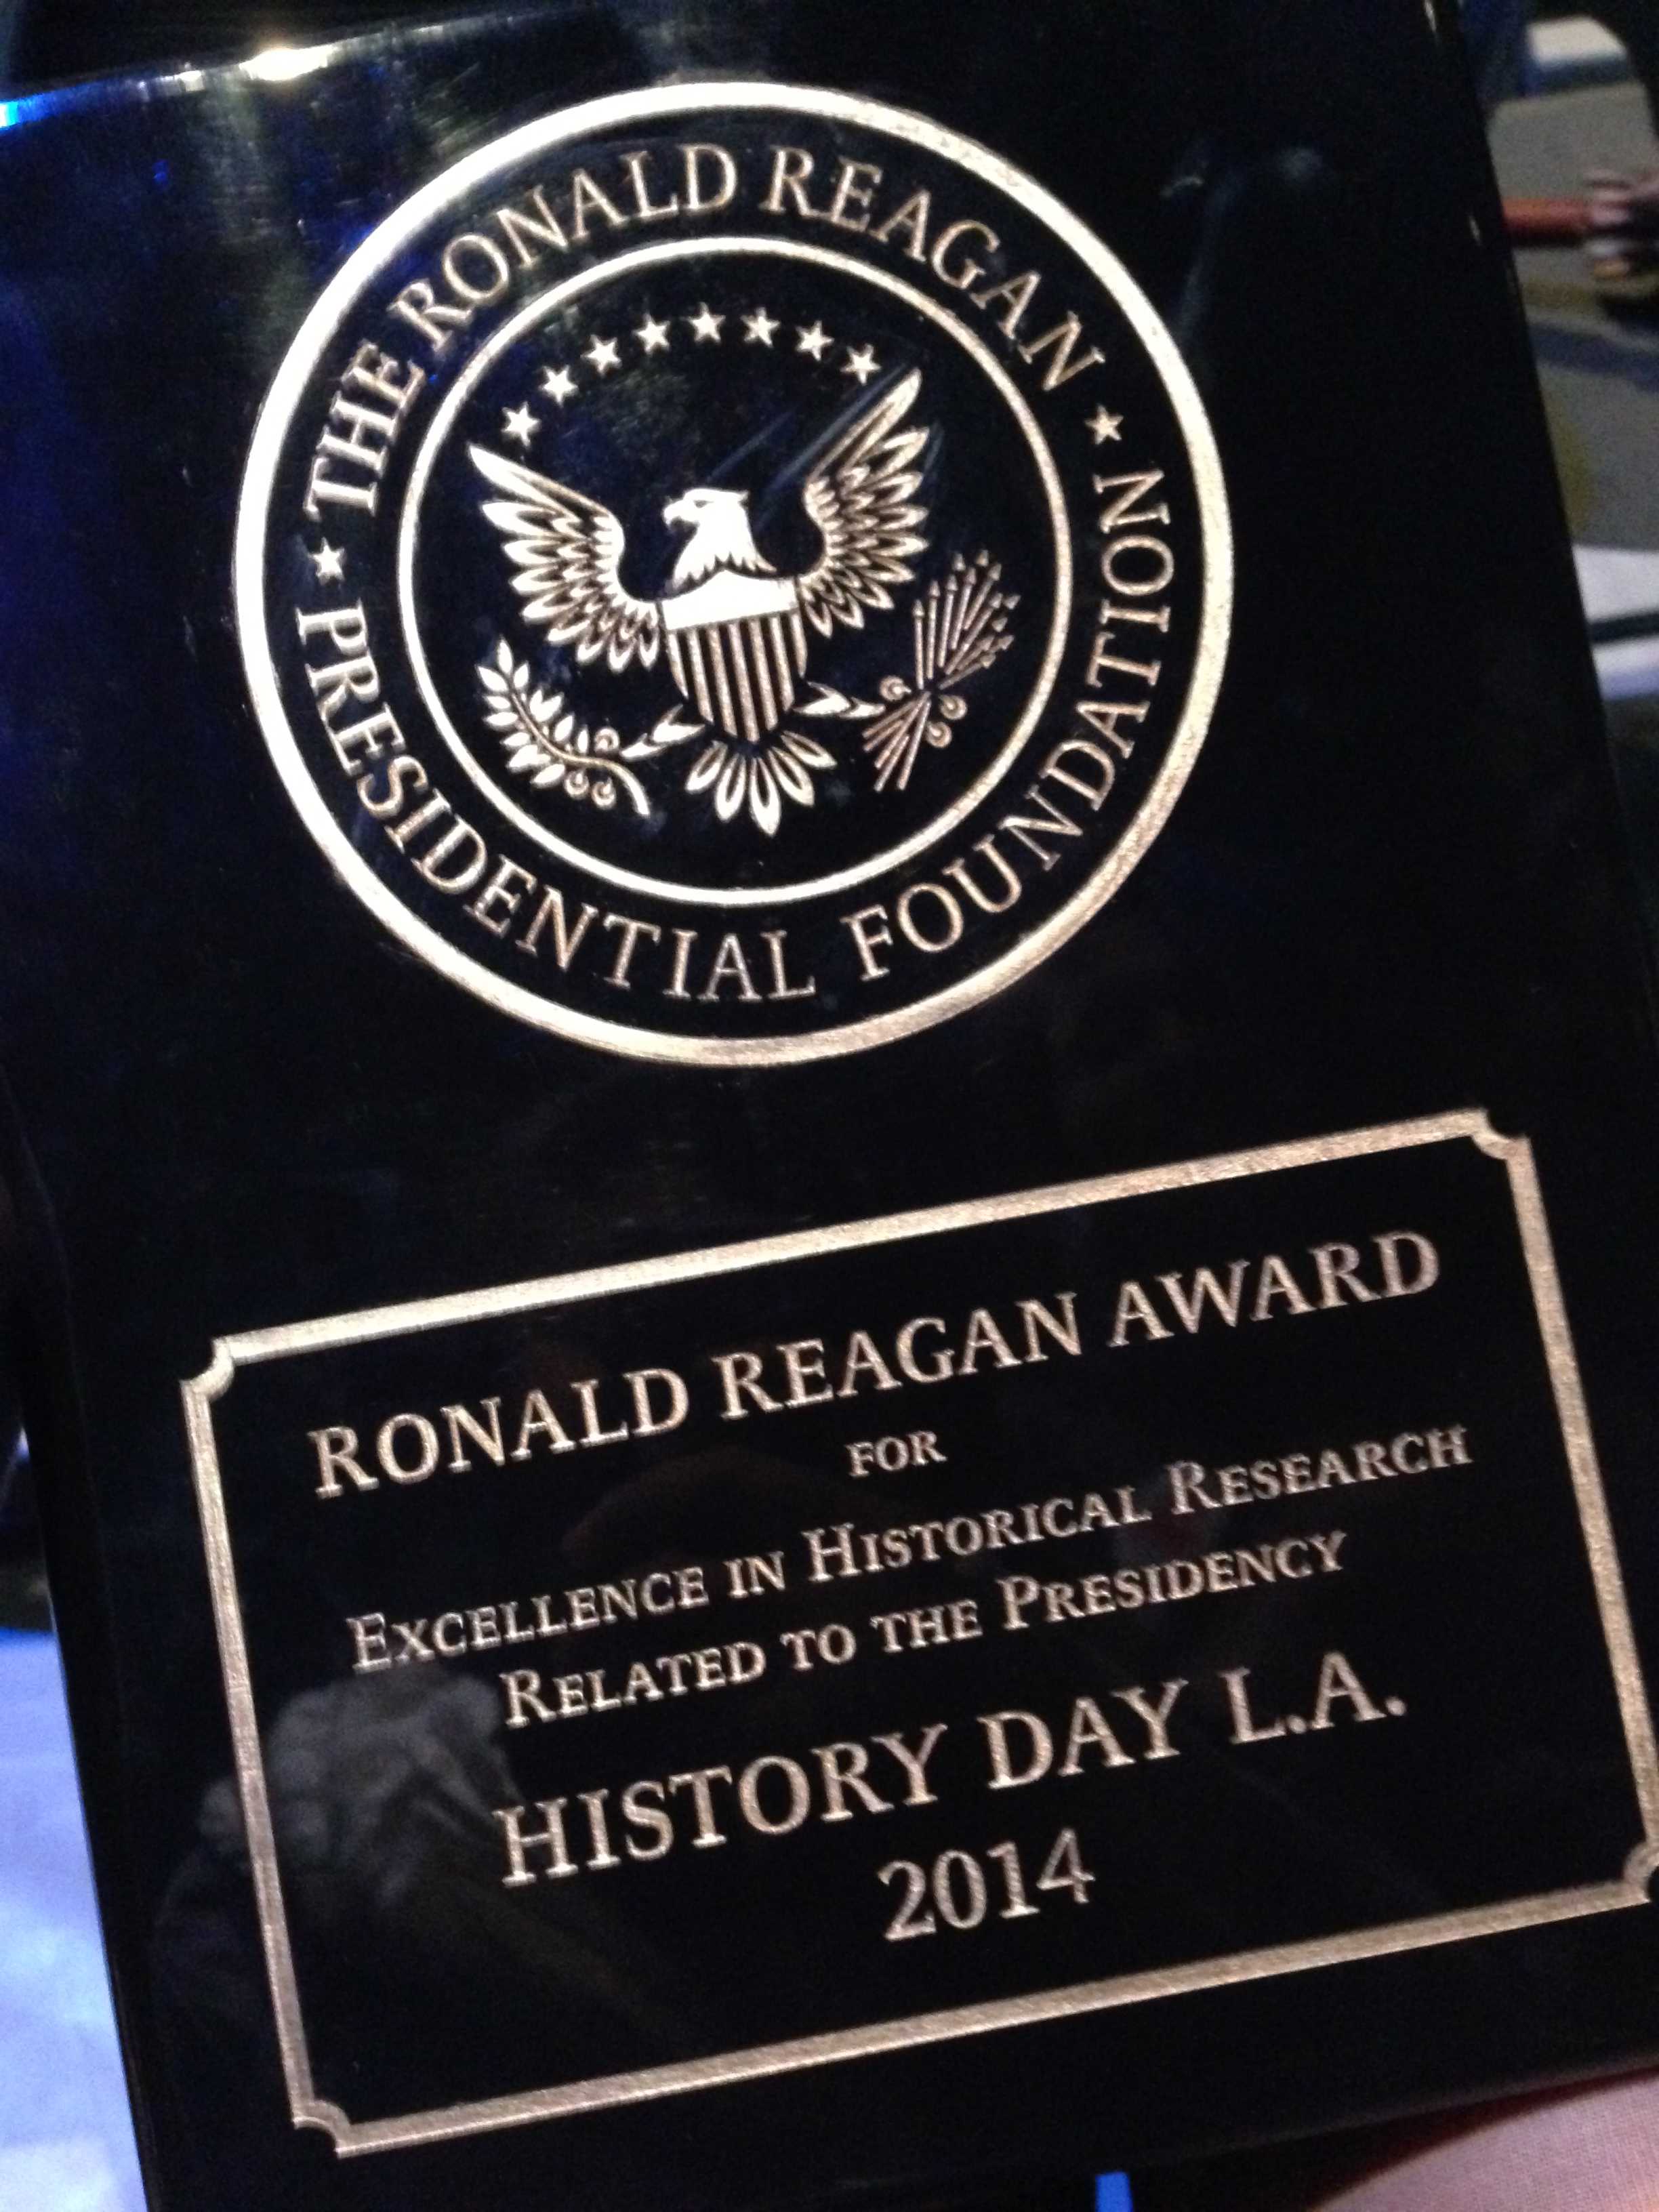 THE RONALD REAGAN
PRESIDENTIAL FOUNDATION
RONALD REAGAN AWARD
FOR
EXCELLENCE IN HISTORICAL RESEARCH
RELATED TO THE PRESIDENCY
HISTORY DAY L.A.
2014